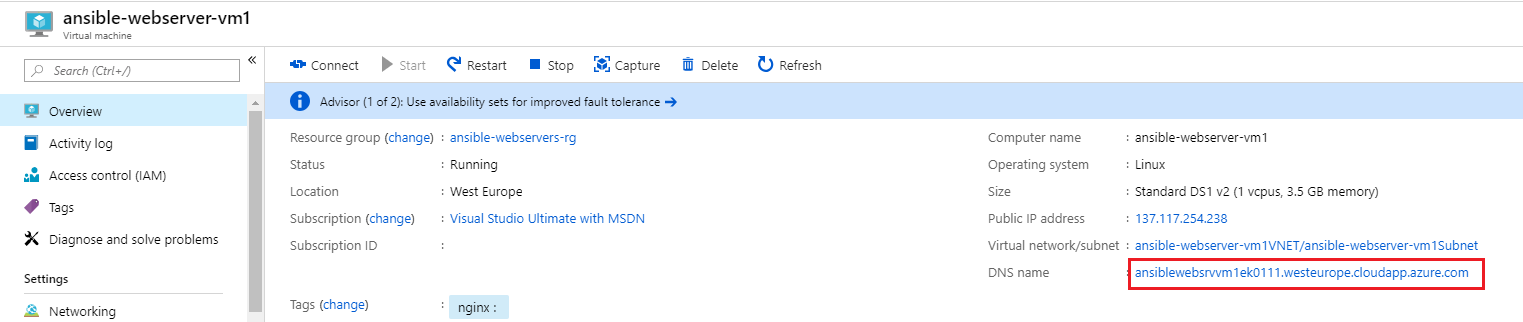 ansible-webserver-vm1
Virtual machine
Search (Ctrl+/)
«
Overview
Activity log
Access control (IAM)
Tags
Diagnose and solve problems
Settings
Networking
Connect Start Restart Stop Capture Delete Refresh
Advisor (1 of 2): Use availability sets for improved fault tolerance →
Resource group (change) : ansible-webservers-rg
Status : Running
Location : West Europe
Subscription (change) : Visual Studio Ultimate with MSDN
Subscription ID :
Computer name : ansible-webserver-vm1
Operating system : Linux
Size : Standard DS1 v2 (1 vcpus, 3.5 GB memory)
Public IP address : 137.117.254.238
Virtual network/subnet : ansible-webserver-vm1VNET/ansible-webserver-vm1Subnet
DNS name : ansiblewebsrvvm1ek0111.westeurope.cloudapp.azure.com
Tags (change) : nginx :